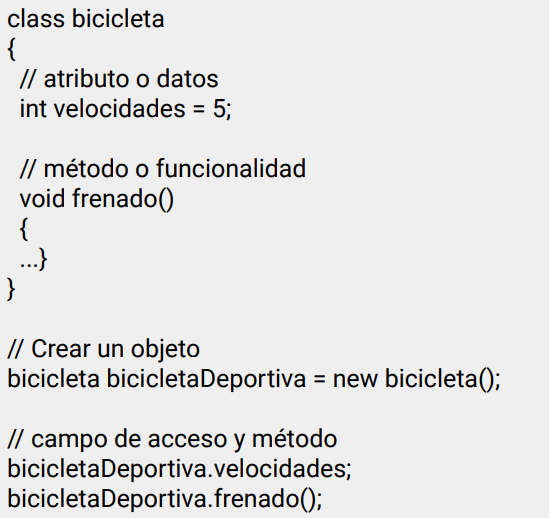 class bicicleta
{
// atributo o datos
int velocidades = 5;
// método o funcionalidad
void frenado()
{
...}
}
// Crear un objeto
bicicleta bicicletaDeportiva = new bicicleta();
// campo de acceso y método
bicicletaDeportiva.velocidades;
bicicletaDeportiva.frenado();